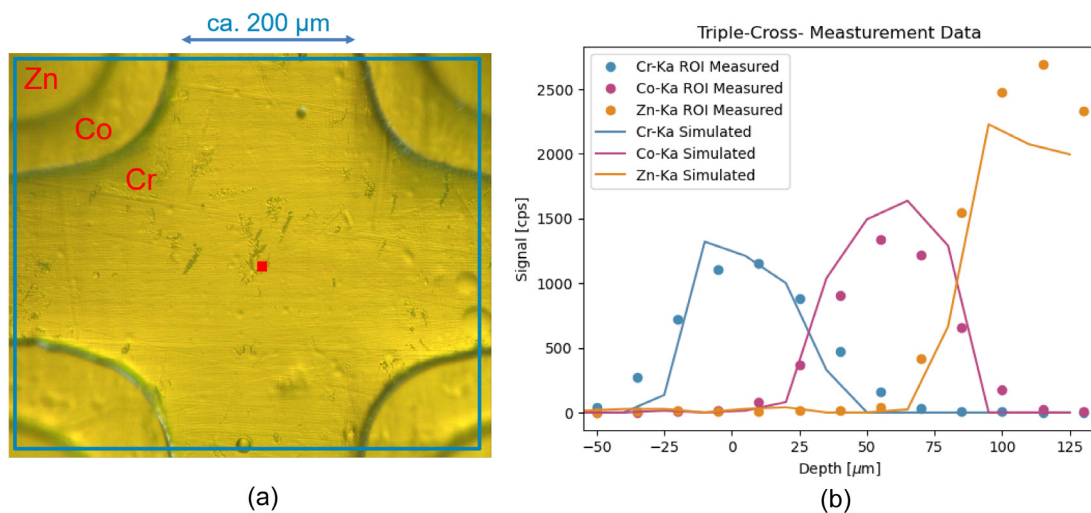 ca. 200 µm
Zn
Co
Cr
(a)
Triple-Cross- Meassturement Data
Cr-Ka ROI Measured
Co-Ka ROI Measured
Zn-Ka ROI Measured
Cr-Ka Simulated
Co-Ka Simulated
Zn-Ka Simulated
Signal [cps]
2500
2000
1500
1000
500
0
−50 −25 0 25 50 75 100 125
Depth [µm]
(b)